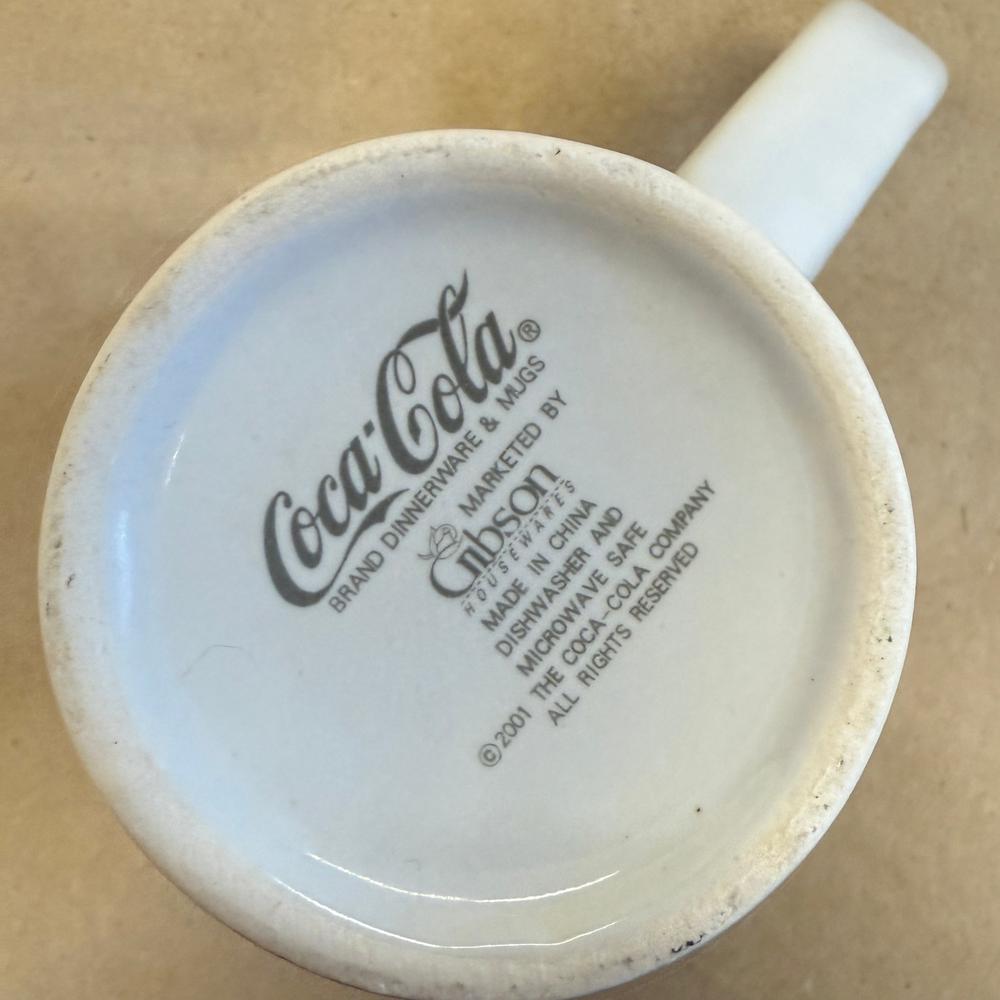 Coca-Cola®
BRAND DINNERWARE & MUGS
MARKETED BY
Gibson
HOUSEWARES
MADE IN CHINA
DISHWASHER AND
MICROWAVE SAFE
©2001 THE COCA-COLA COMPANY
ALL RIGHTS RESERVED